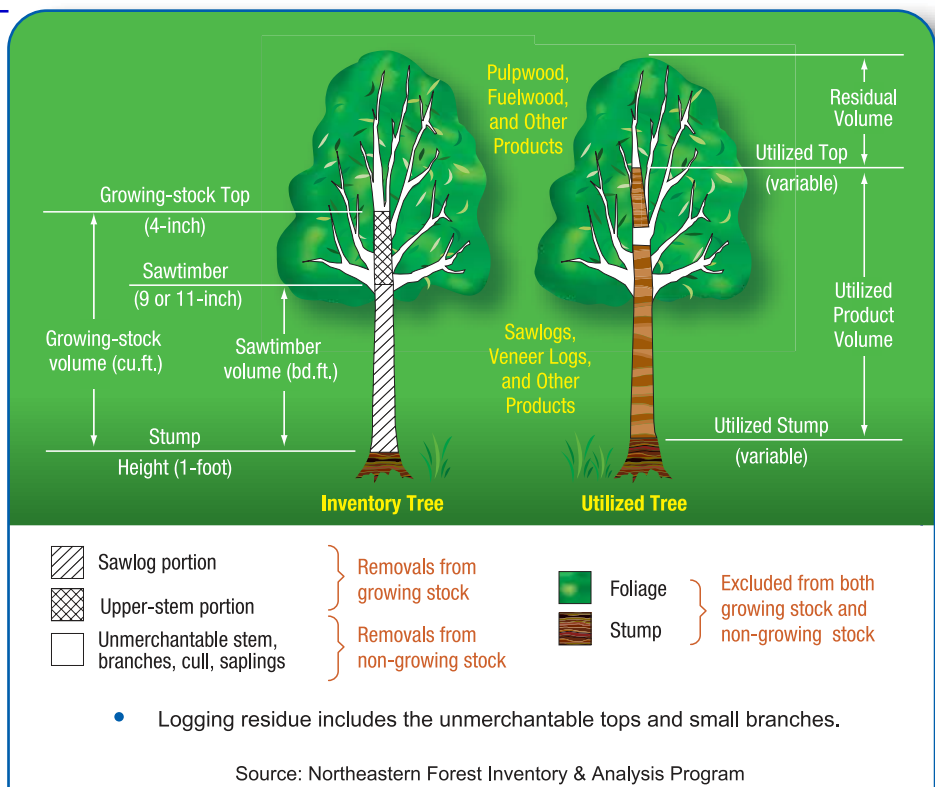 Pulpwood,
Fuelwood,
and Other
Products
Residual
Volume
Utilized Top
(variable)
Growing-stock Top
(4-inch)
Sawtimber
(9 or 11-inch)
Growing-stock
volume (cu.ft.)
Sawtimber
volume (bd.ft.)
Utilized
Product
Volume
Sawlogs,
Veneer Logs,
and Other
Products
Stump
Height (1-foot)
Utilized Stump
(variable)
Inventory Tree
Utilized Tree
Sawlog portion
Upper-stem portion
Removals from
growing stock
Unmerchantable stem,
branches, cull, saplings
Removals from
non-growing stock
Foliage
Stump
Excluded from both
growing stock and
non-growing stock
• Logging residue includes the unmerchantable tops and small branches.
Source: Northeastern Forest Inventory & Analysis Program